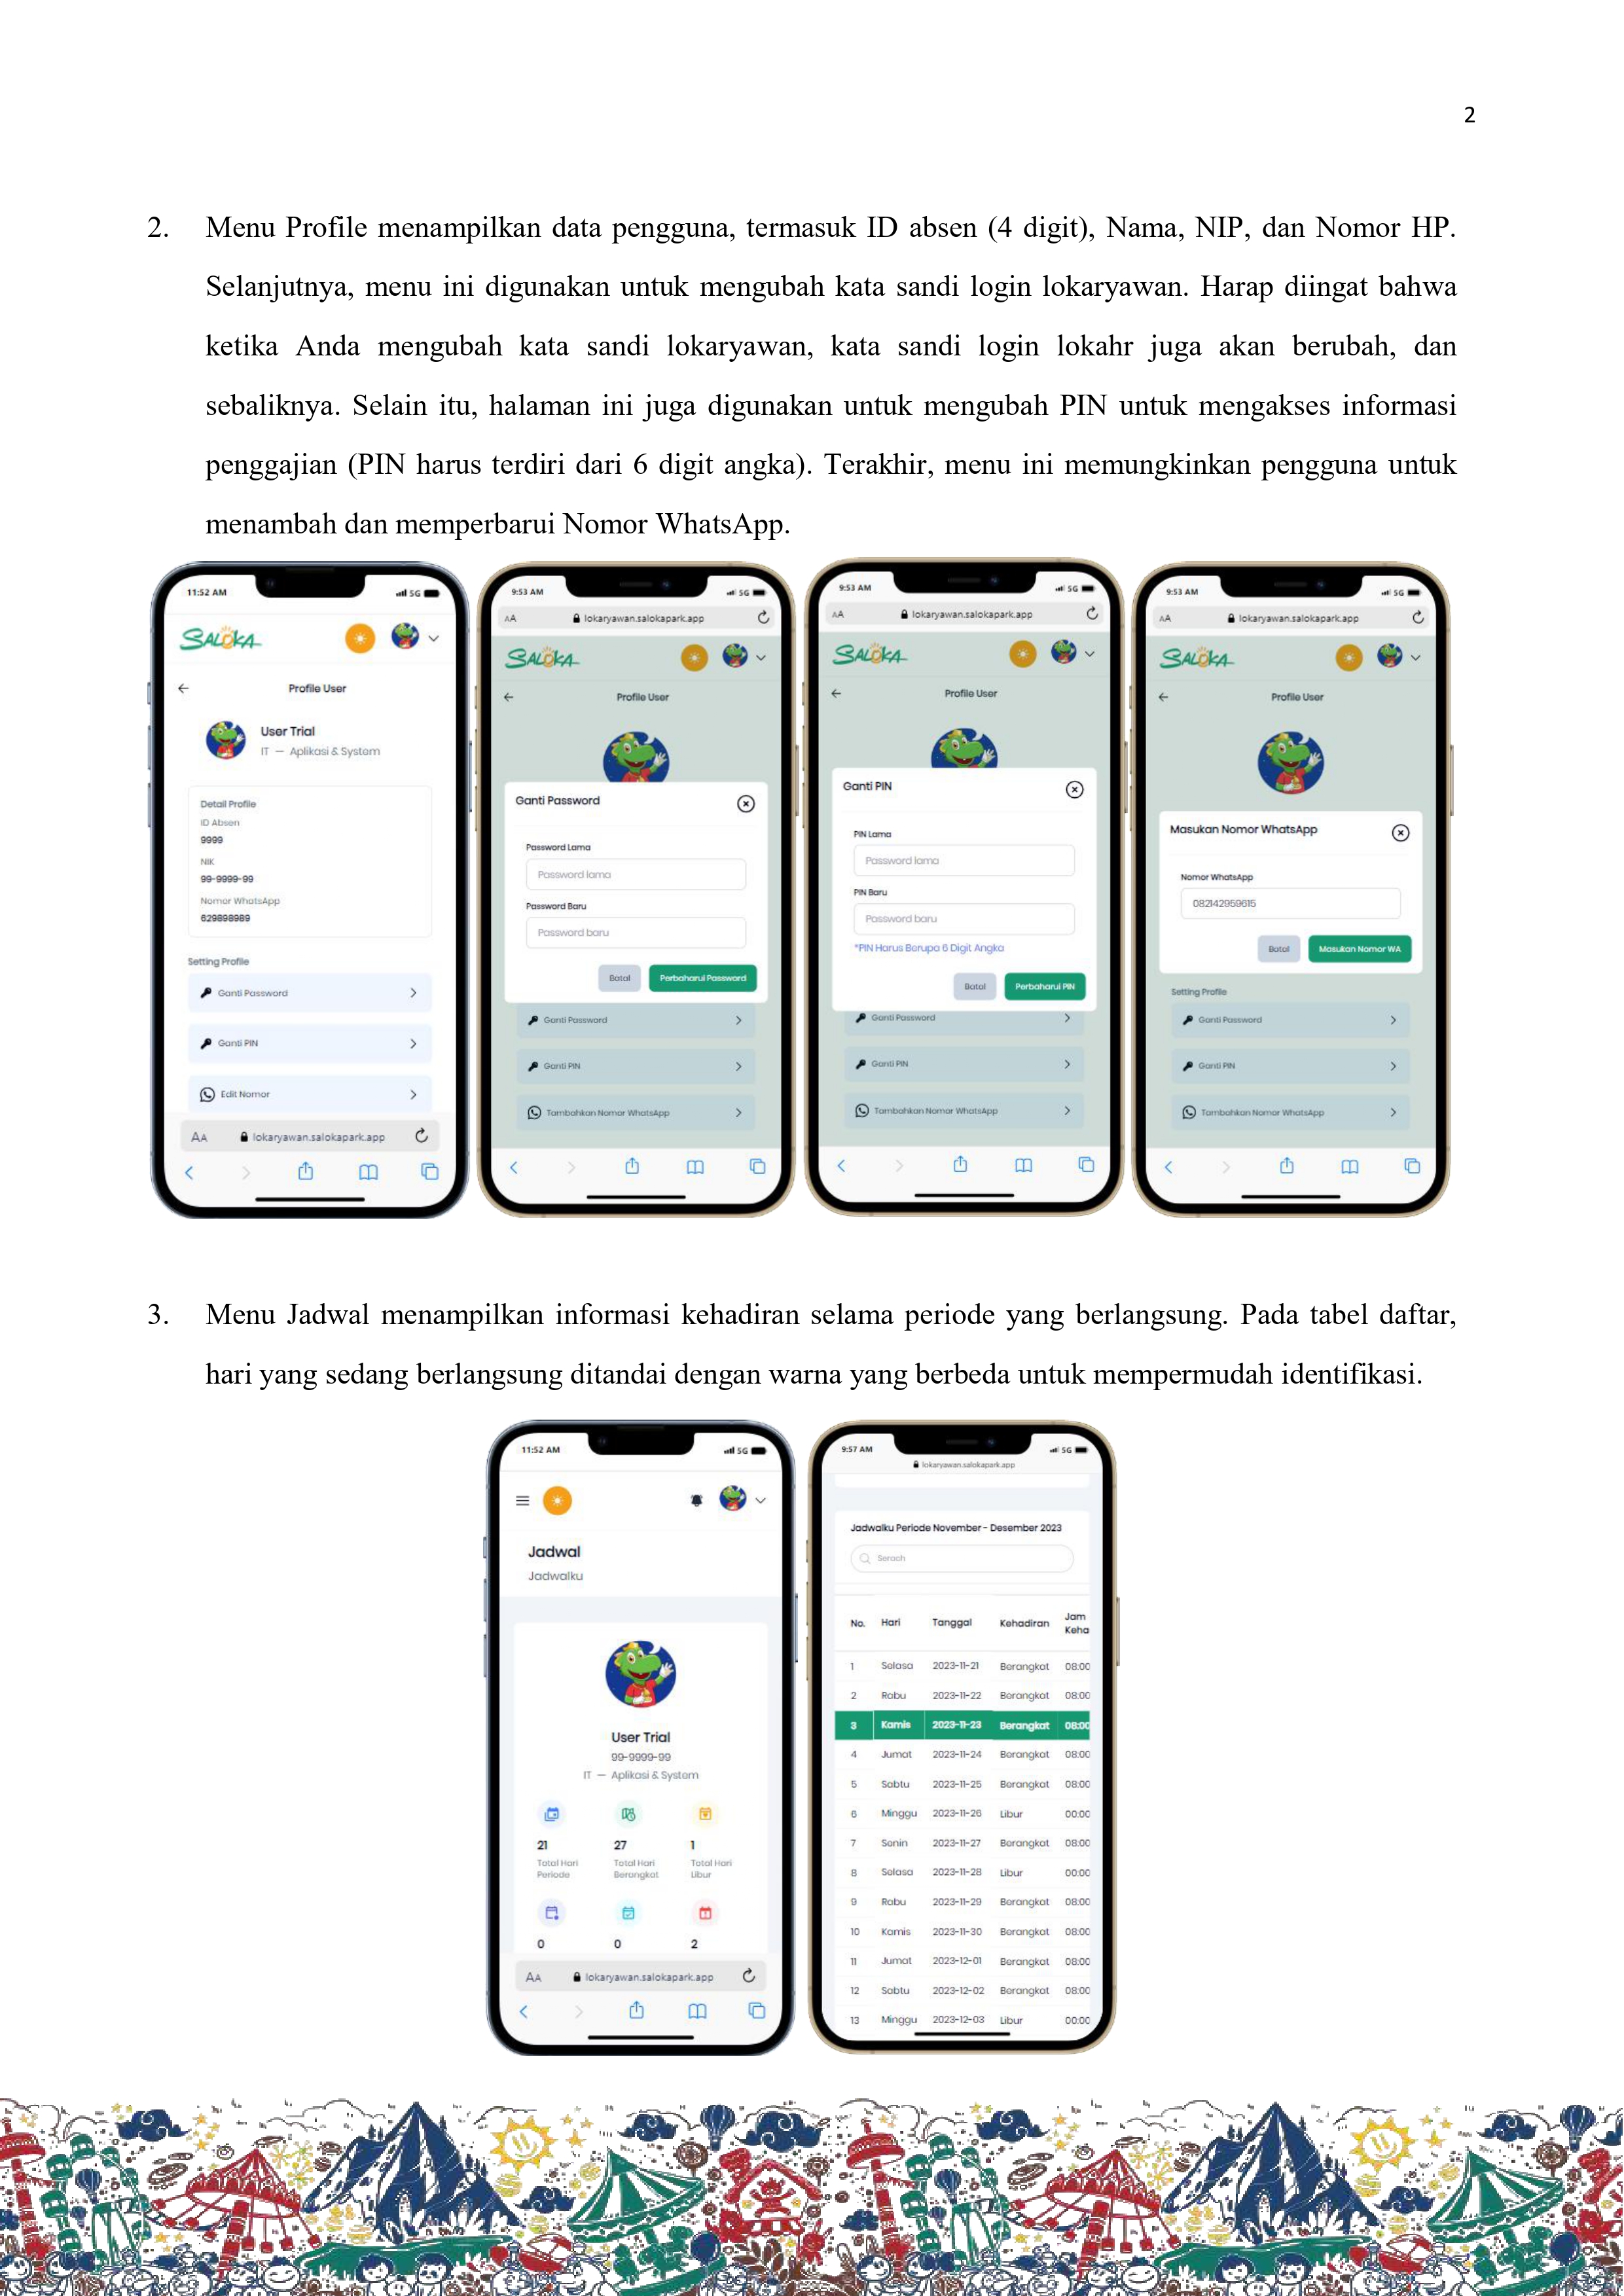 2
2. Menu Profile menampilkan data pengguna, termasuk ID absen (4 digit), Nama, NIP, dan Nomor HP.
Selanjutnya, menu ini digunakan untuk mengubah kata sandi login lokaryawan. Harap diingat bahwa
ketika Anda mengubah kata sandi lokaryawan, kata sandi login lokahr juga akan berubah, dan
sebaliknya. Selain itu, halaman ini juga digunakan untuk mengubah PIN untuk mengakses informasi
penggajian (PIN harus terdiri dari 6 digit angka). Terakhir, menu ini memungkinkan pengguna untuk
menambah dan memperbarui Nomor WhatsApp.
11:52 AM 5G
SALOKA
Profile User
User Trial
IT — Aplikasi & System
Detail Profile
ID Absen
9999
NIK
99-9999-99
Nomor WhatsApp
629898989
Setting Profile
Ganti Password
Ganti PIN
Edit Nomor
AA lokaryawan.salokapark.app
9:53 AM 5G
AA lokaryawan.salokapark.app
SALOKA
Profile User
Ganti Password
Password Lama
Password lama
Password Baru
Password baru
Batal Perbaharui Password
Ganti Password
Ganti PIN
Tambahkan Nomor WhatsApp
9:53 AM 5G
AA lokaryawan.salokapark.app
SALOKA
Profile User
Ganti PIN
PIN Lama
Password lama
PIN Baru
Password baru
*PIN Harus Berupa 6 Digit Angka
Batal Perbaharui PIN
Ganti Password
Ganti PIN
Tambahkan Nomor WhatsApp
9:53 AM 5G
AA lokaryawan.salokapark.app
SALOKA
Profile User
Masukan Nomor WhatsApp
Nomor WhatsApp
082142959615
Batal Masukan Nomor WA
Setting Profile
Ganti Password
Ganti PIN
Tambahkan Nomor WhatsApp
3. Menu Jadwal menampilkan informasi kehadiran selama periode yang berlangsung. Pada tabel daftar,
hari yang sedang berlangsung ditandai dengan warna yang berbeda untuk mempermudah identifikasi.
11:52 AM 5G
Jadwal
Jadwalku
User Trial
99-9999-99
IT — Aplikasi & System
21 27 1
Total Hari Total Hari Total Hari
Periode Berangkat Libur
0 0 2
AA lokaryawan.salokapark.app
9:57 AM 5G
lokaryawan.salokapark.app
Jadwalku Periode November - Desember 2023
Search
No. Hari Tanggal Kehadiran Jam
Keha
1 Selasa 2023-11-21 Berangkat 08:00
2 Rabu 2023-11-22 Berangkat 08:00
3 Kamis 2023-11-23 Berangkat 08:00
4 Jumat 2023-11-24 Berangkat 08:00
5 Sabtu 2023-11-25 Berangkat 08:00
6 Minggu 2023-11-26 Libur 00:00
7 Senin 2023-11-27 Berangkat 08:00
8 Selasa 2023-11-28 Libur 00:00
9 Rabu 2023-11-29 Berangkat 08:00
10 Kamis 2023-11-30 Berangkat 08:00
11 Jumat 2023-12-01 Berangkat 08:00
12 Sabtu 2023-12-02 Berangkat 08:00
13 Minggu 2023-12-03 Libur 00:00